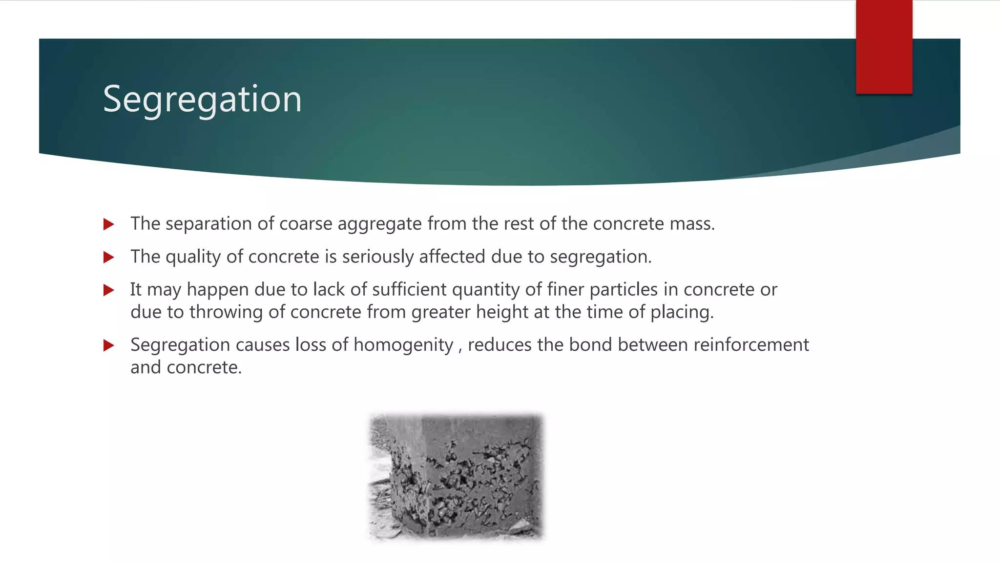 Segregation
The separation of coarse aggregate from the rest of the concrete mass.
The quality of concrete is seriously affected due to segregation.
It may happen due to lack of sufficient quantity of finer particles in concrete or
due to throwing of concrete from greater height at the time of placing.
Segregation causes loss of homogenity , reduces the bond between reinforcement
and concrete.